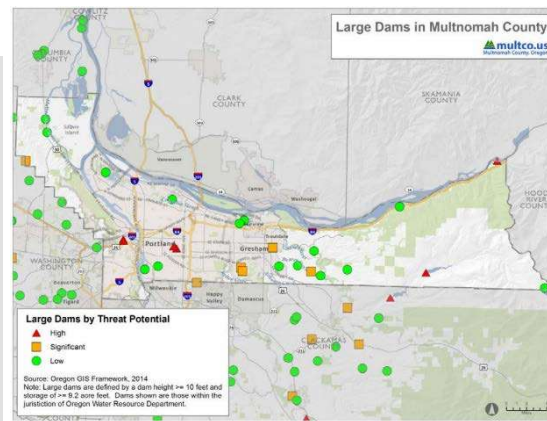 Large Dams in Multnomah County
multco.us
Multnomah County, Oregon
COWLITZ
COUNTY
COLUMBIA
COUNTY
SKAMANIA
COUNTY
CLARK
COUNTY
HOOD
RIVER
COUNTY
Vancouver
Camas
Washougal
Portland
Gresham
Troutdale
WASHINGTON
COUNTY
Beaverton
Tigard
Milwaukie
Happy
Valley
Damascus
CLACKAMAS
COUNTY
Large Dams by Threat Potential
High
Significant
Low
Source: Oregon GIS Framework, 2014
Note: Large dams are defined by a dam height >= 10 feet and
storage of >= 9.2 acre feet. Dams shown are those within the
juristiction of Oregon Water Resource Department.